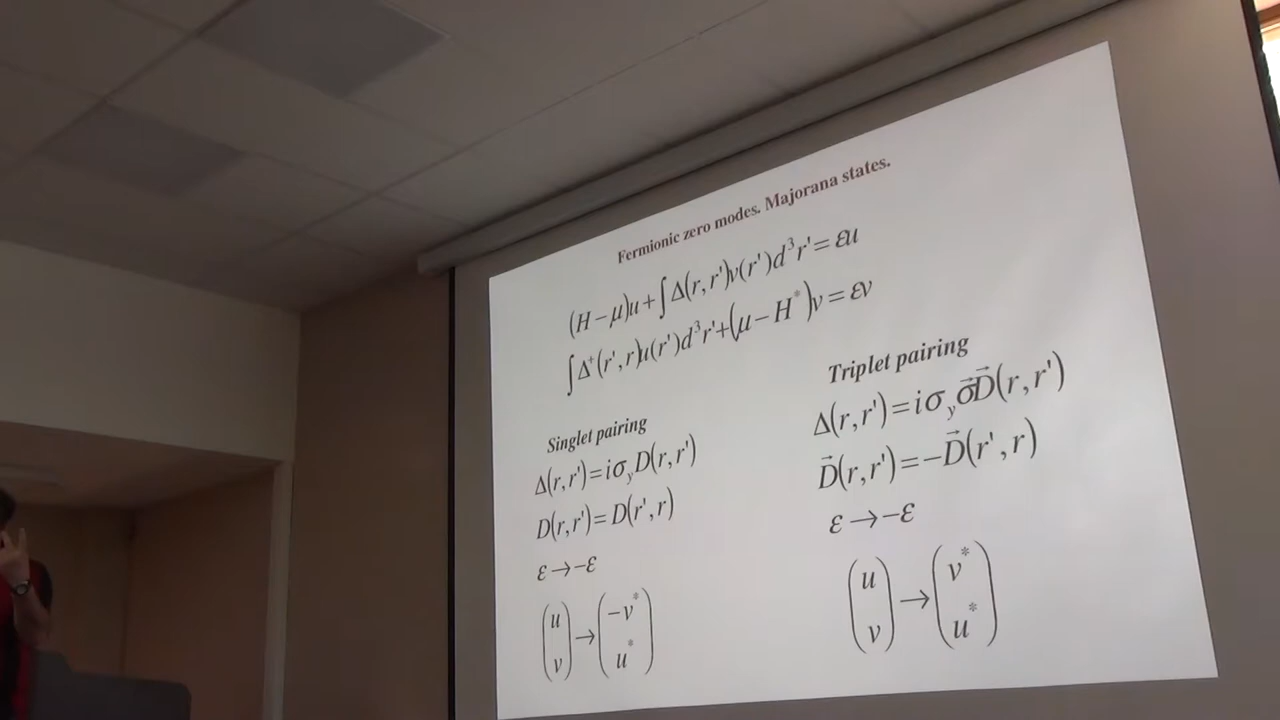 Fermionic zero modes. Majorana states.
(H−μ)u+∫Δ(r,r')v(r')d³r'=εu
∫Δ⁺(r',r)u(r')d³r'+(μ−H*)v=εv
Singlet pairing
Δ(r,r')=iσ_y D(r,r')
D(r,r')=D(r',r)
ε→−ε
(u v)→(−v* u*)
Triplet pairing
Δ(r,r')=iσ_y σ⃗D⃗(r,r')
D⃗(r,r')=−D⃗(r',r)
ε→−ε
(u v)→(v* u*)